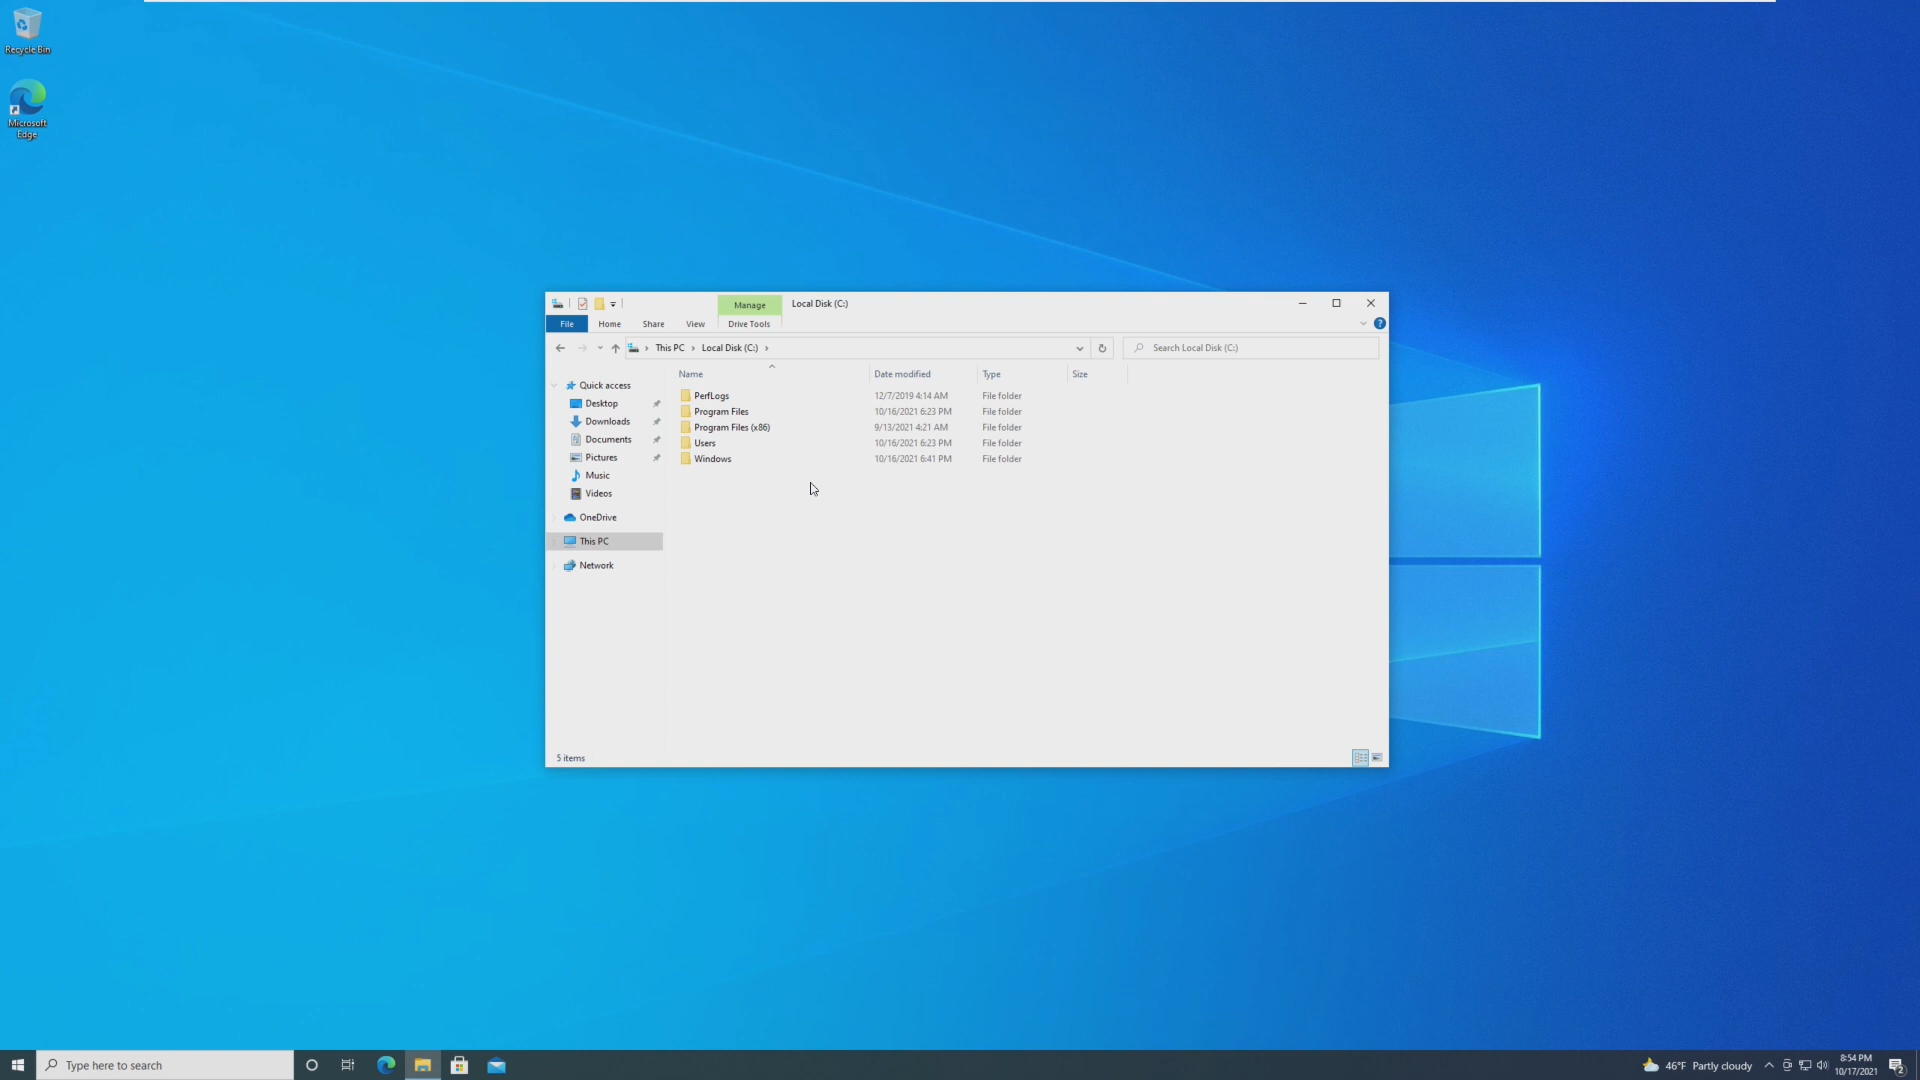 Recycle Bin
Microsoft
Edge
Manage
Local Disk (C:)
File
Home
Share
View
Drive Tools
This PC
Local Disk (C:)
Search Local Disk (C:)
Name
Date modified
Type
Size
Quick access
Desktop
Downloads
Documents
Pictures
Music
Videos
OneDrive
This PC
Network
PerfLogs 12/7/2019 4:14 AM File folder
Program Files 10/16/2021 6:23 PM File folder
Program Files (x86) 9/13/2021 4:21 AM File folder
Users 10/16/2021 6:23 PM File folder
Windows 10/16/2021 6:41 PM File folder
5 items
Type here to search
46°F Partly cloudy
8:54 PM
10/17/2021
2